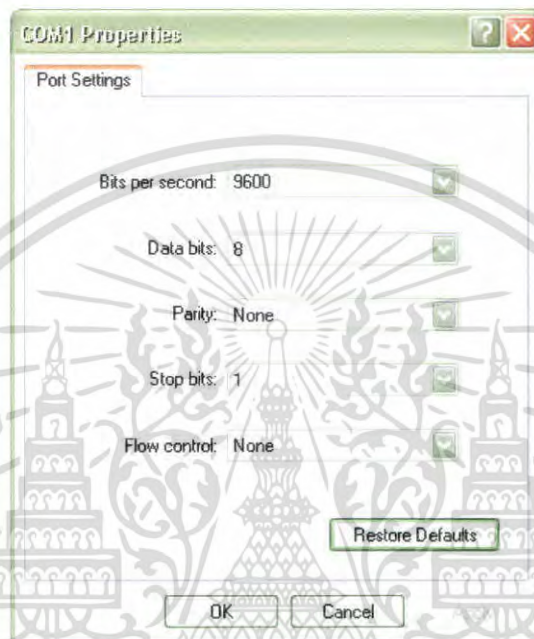 COM1 Properties
Port Settings
Bits per second: 9600
Data bits: 8
Parity: None
Stop bits: 1
Flow control: None
Restore Defaults
OK Cancel